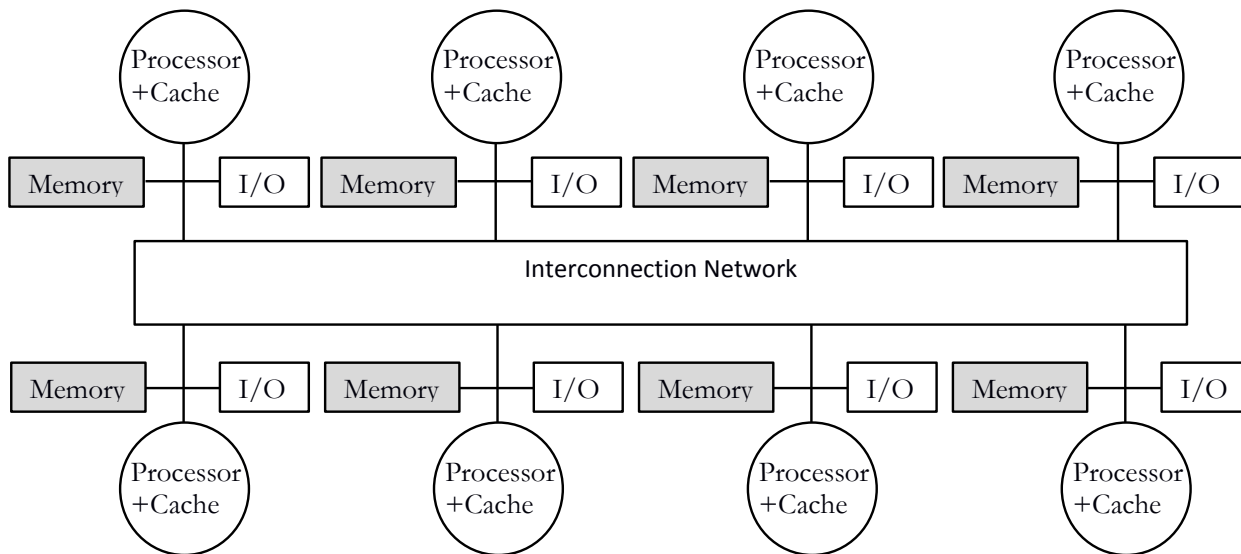 Processor
+Cache
Processor
+Cache
Processor
+Cache
Processor
+Cache
Memory
I/O
Memory
I/O
Memory
I/O
Memory
I/O
Interconnection Network
Memory
I/O
Memory
I/O
Memory
I/O
Memory
I/O
Processor
+Cache
Processor
+Cache
Processor
+Cache
Processor
+Cache